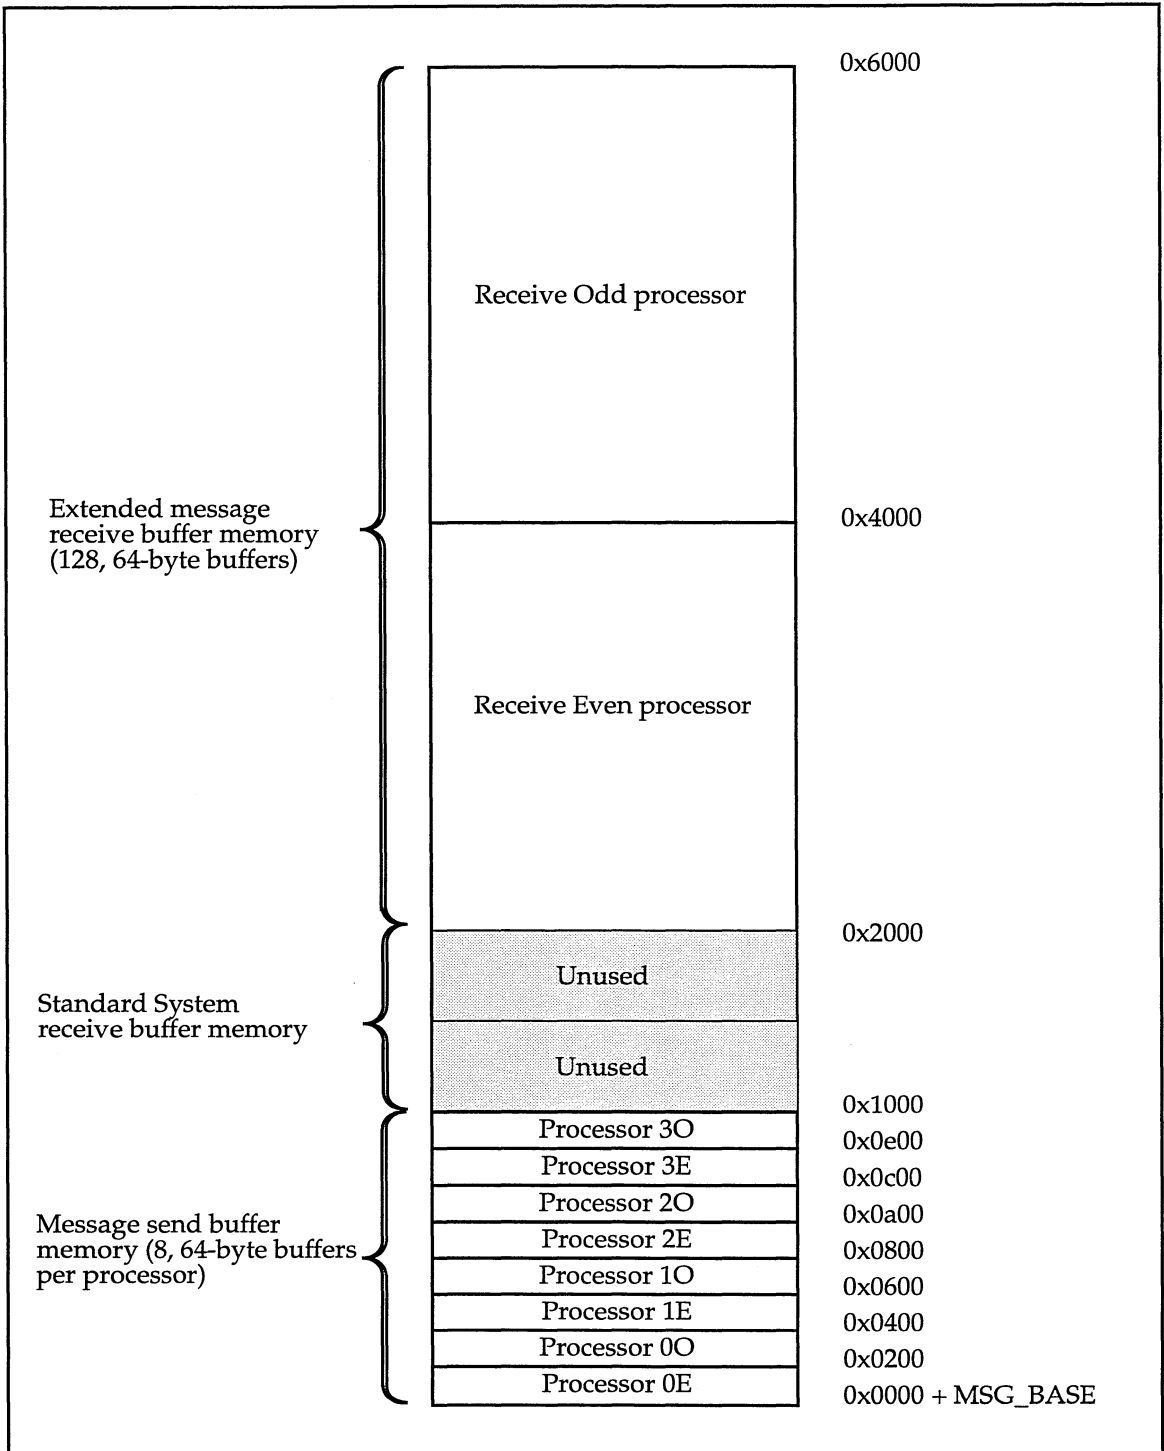 0x6000
Receive Odd processor
Extended message
receive buffer memory
(128, 64-byte buffers)
0x4000
Receive Even processor
0x2000
Unused
Standard System
receive buffer memory
Unused
0x1000
Processor 3O
0x0e00
Processor 3E
0x0c00
Processor 2O
0x0a00
Message send buffer
memory (8, 64-byte buffers
per processor)
Processor 2E
0x0800
Processor 1O
0x0600
Processor 1E
0x0400
Processor 0O
0x0200
Processor 0E
0x0000 + MSG_BASE